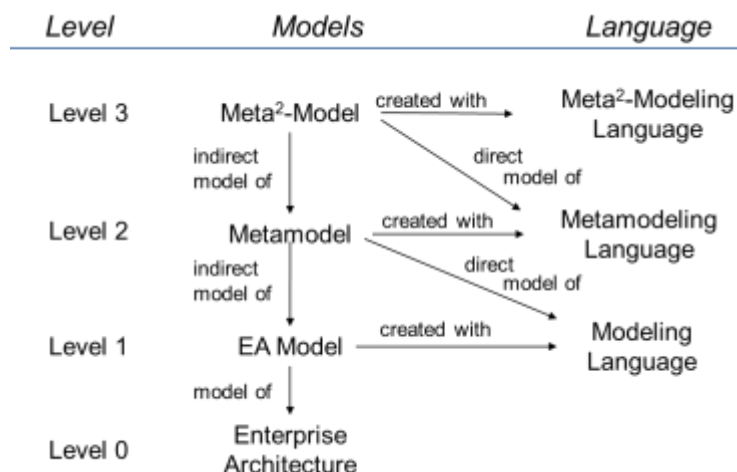 Level Models Language
Level 3 Meta²-Model created with Meta²-Modeling
Language
indirect
model of
direct
model of
Level 2 Metamodel created with Metamodeling
Language
indirect
model of
direct
model of
Level 1 EA Model created with Modeling
Language
model of
Level 0 Enterprise
Architecture